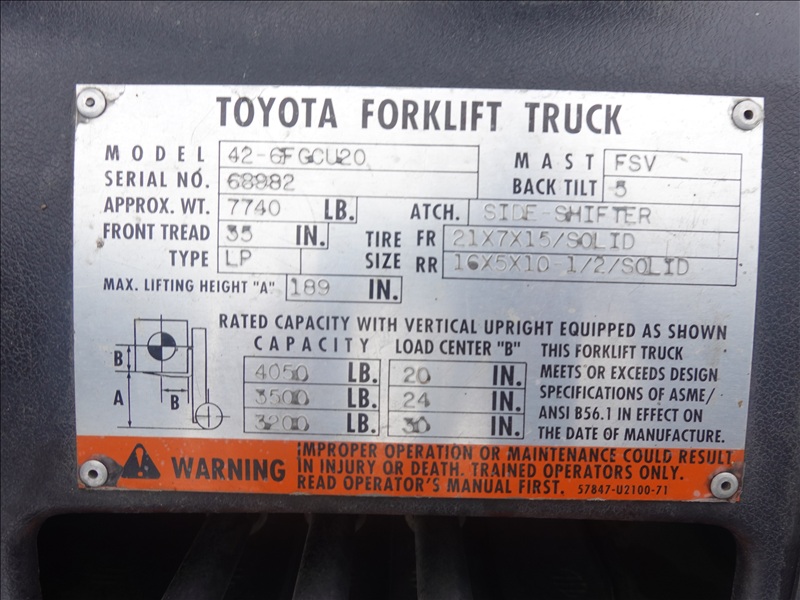 TOYOTA FORKLIFT TRUCK
MODEL 42-6FGCU20 MAST FSV
SERIAL NO. 68982 BACK TILT 5
APPROX. WT. 7740 LB. ATCH. SIDE-SHIFTER
FRONT TREAD 35 IN. TIRE FR 21X7X15/SOLID
TYPE LP SIZE RR 16X5X10-1/2/SOLID
MAX. LIFTING HEIGHT "A" 189 IN.
RATED CAPACITY WITH VERTICAL UPRIGHT EQUIPPED AS SHOWN
CAPACITY LOAD CENTER "B" THIS FORKLIFT TRUCK
B 4050 LB. 20 IN. MEETS OR EXCEEDS DESIGN
A B 3500 LB. 24 IN. SPECIFICATIONS OF ASME/
3200 LB. 30 IN. ANSI B56.1 IN EFFECT ON
THE DATE OF MANUFACTURE.
WARNING
IMPROPER OPERATION OR MAINTENANCE COULD RESULT
IN INJURY OR DEATH. TRAINED OPERATORS ONLY.
READ OPERATOR'S MANUAL FIRST. 57847-U2100-71